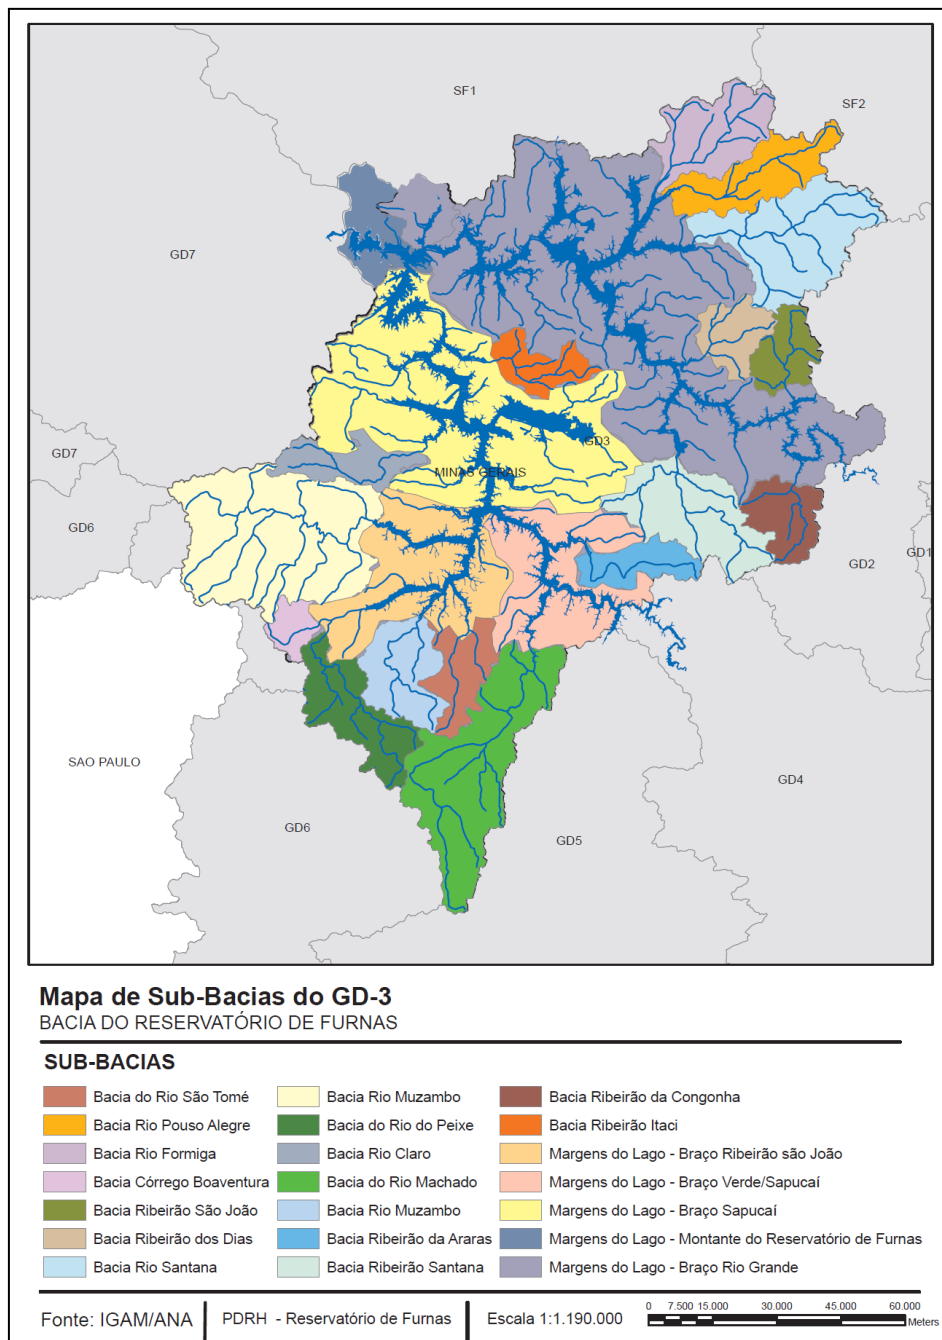 SF1
SF2
GD7
GD3
MINAS GERAIS
GD7
GD6
GD2
GD1
SAO PAULO
GD4
GD6
GD5
Mapa de Sub-Bacias do GD-3
BACIA DO RESERVATÓRIO DE FURNAS
SUB-BACIAS
Bacia do Rio São Tomé
Bacia Rio Pouso Alegre
Bacia Rio Formiga
Bacia Córrego Boaventura
Bacia Ribeirão São João
Bacia Ribeirão dos Dias
Bacia Rio Santana
Bacia Rio Muzambo
Bacia do Rio do Peixe
Bacia Rio Claro
Bacia do Rio Machado
Bacia Rio Muzambo
Bacia Ribeirão da Araras
Bacia Ribeirão Santana
Bacia Ribeirão da Congonha
Bacia Ribeirão Itaci
Margens do Lago - Braço Ribeirão são João
Margens do Lago - Braço Verde/Sapucaí
Margens do Lago - Braço Sapucaí
Margens do Lago - Montante do Reservatório de Furnas
Margens do Lago - Braço Rio Grande
Fonte: IGAM/ANA
PDRH - Reservatório de Furnas
Escala 1:1.190.000
0 7.500 15.000 30.000 45.000 60.000
Meters